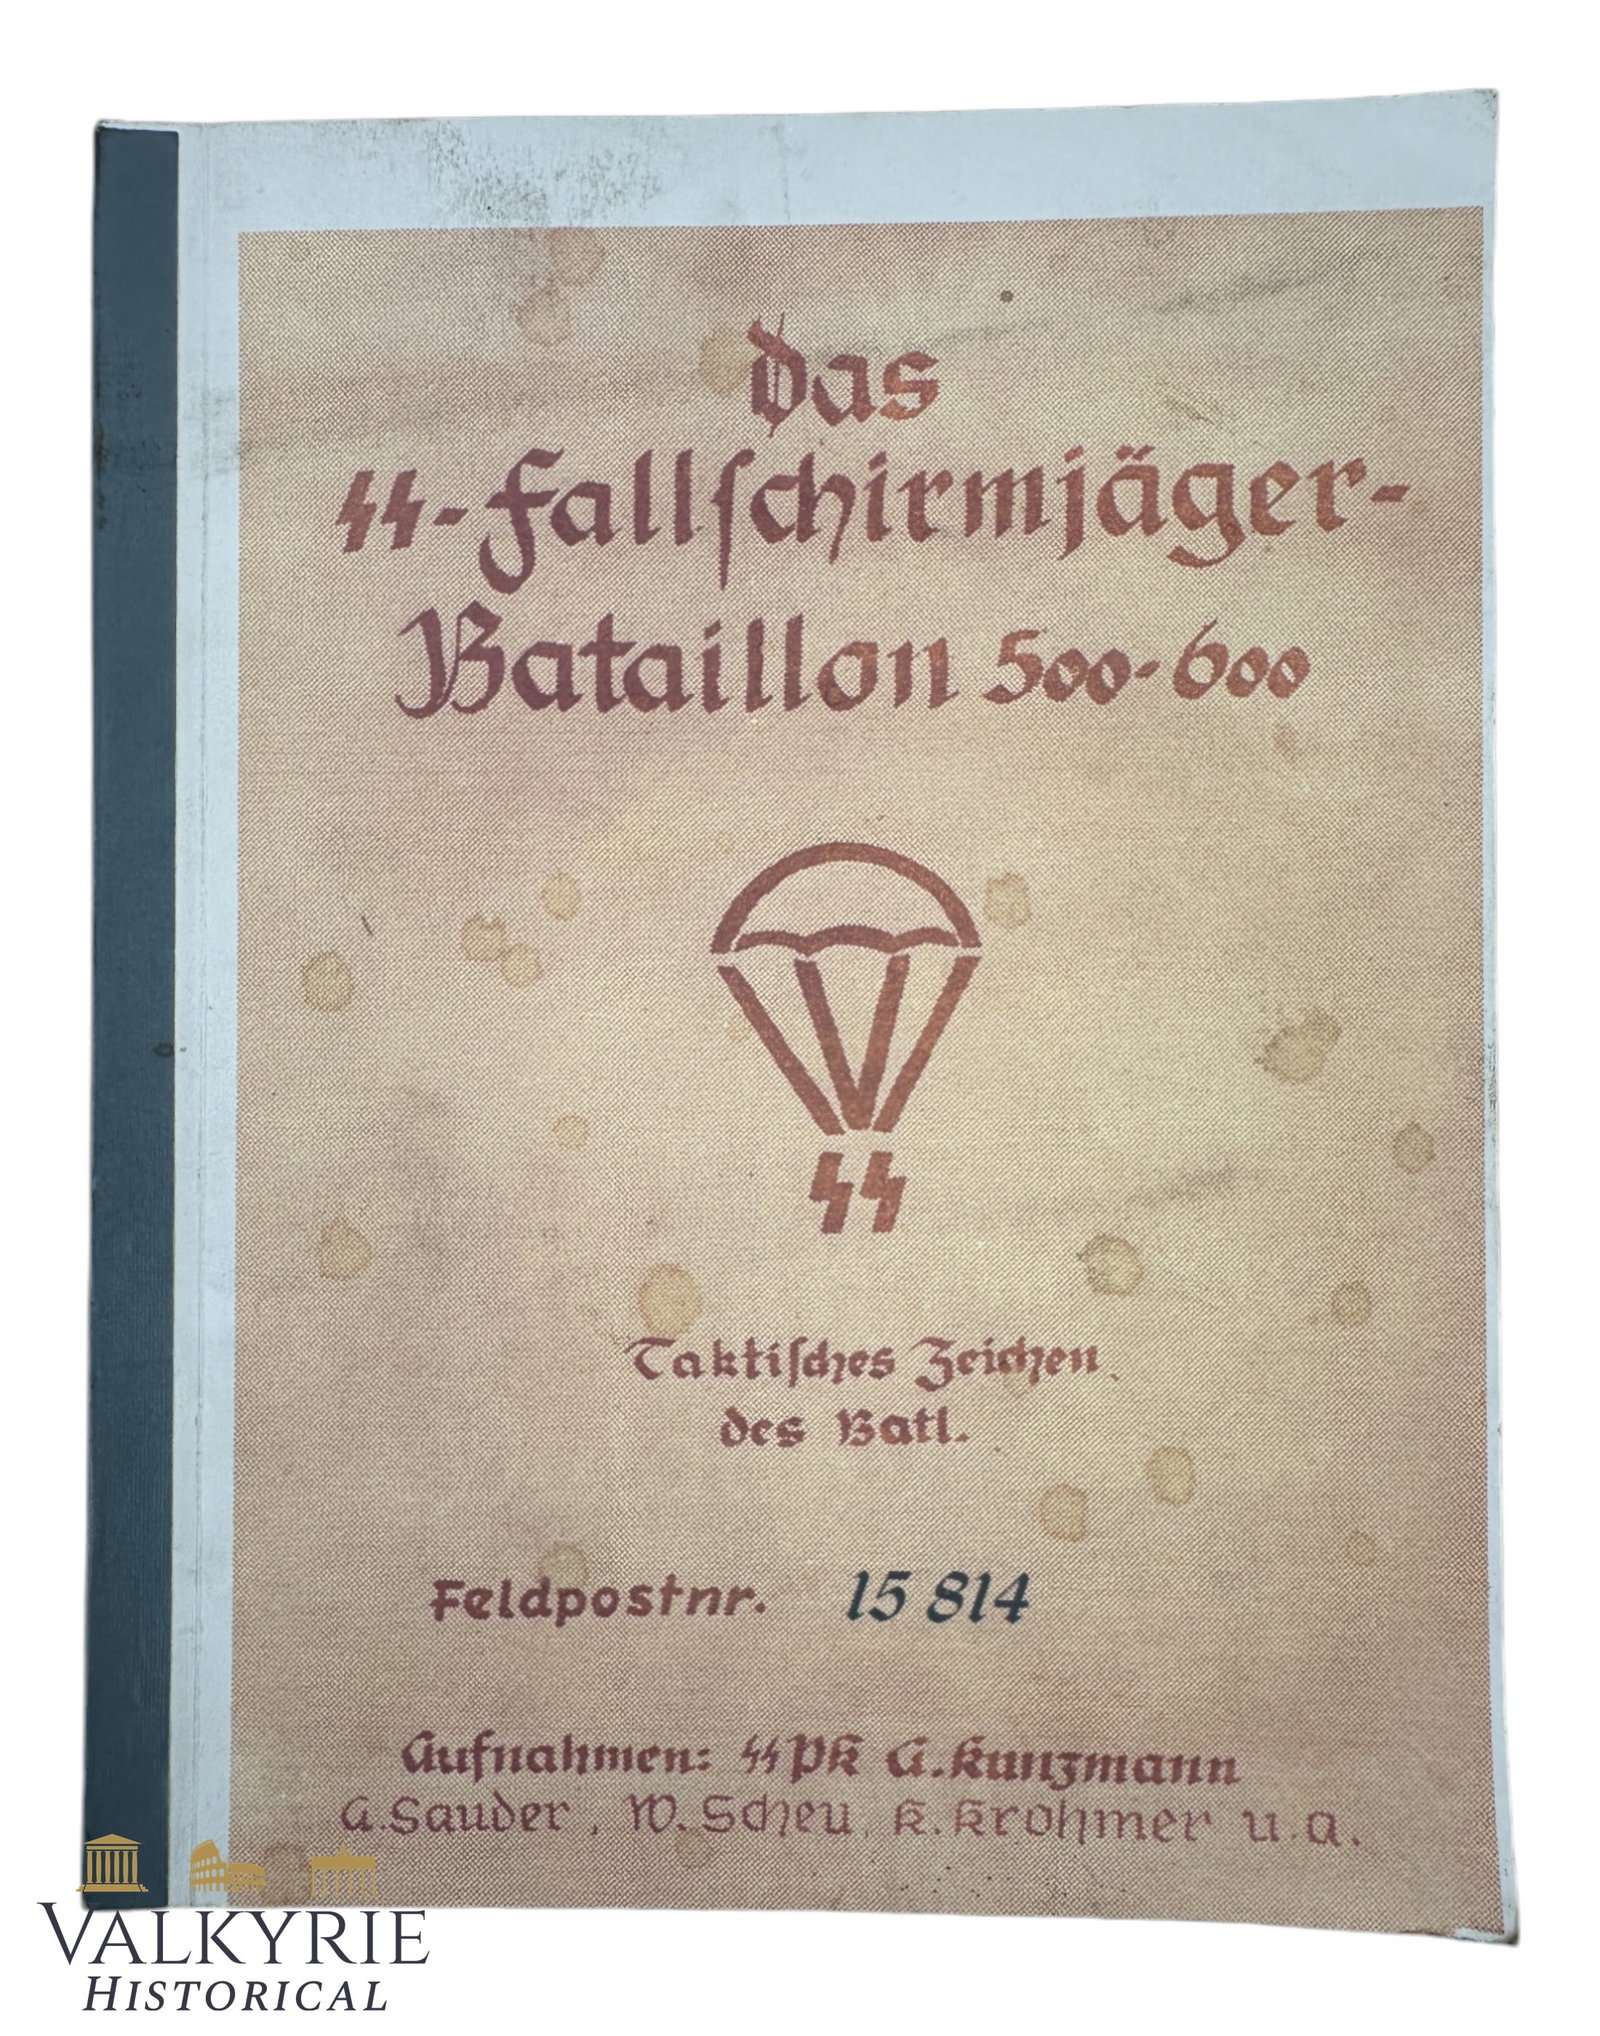 das
SS-Fallschirmjäger-
Bataillon 500-600
SS
Taktisches Zeichen
des Batl.
Feldpostnr. 15 814
Aufnahmen: SS PK G. Kunzmann
G. Sauder, W. Scheu, K. Krohmer u.a.
VALKYRIE
HISTORICAL